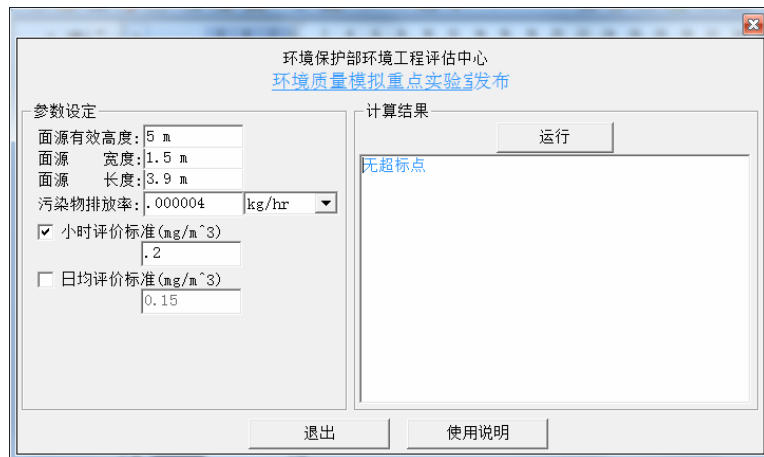 环境保护部环境工程评估中心
环境质量模拟重点实验室发布
参数设定
面源有效高度: 5 m
面源 宽度: 1.5 m
面源 长度: 3.9 m
污染物排放率: .000004 kg/hr
小时评价标准(mg/m^3)
.2
日均评价标准(mg/m^3)
0.15
计算结果
运行
无超标点
退出 使用说明